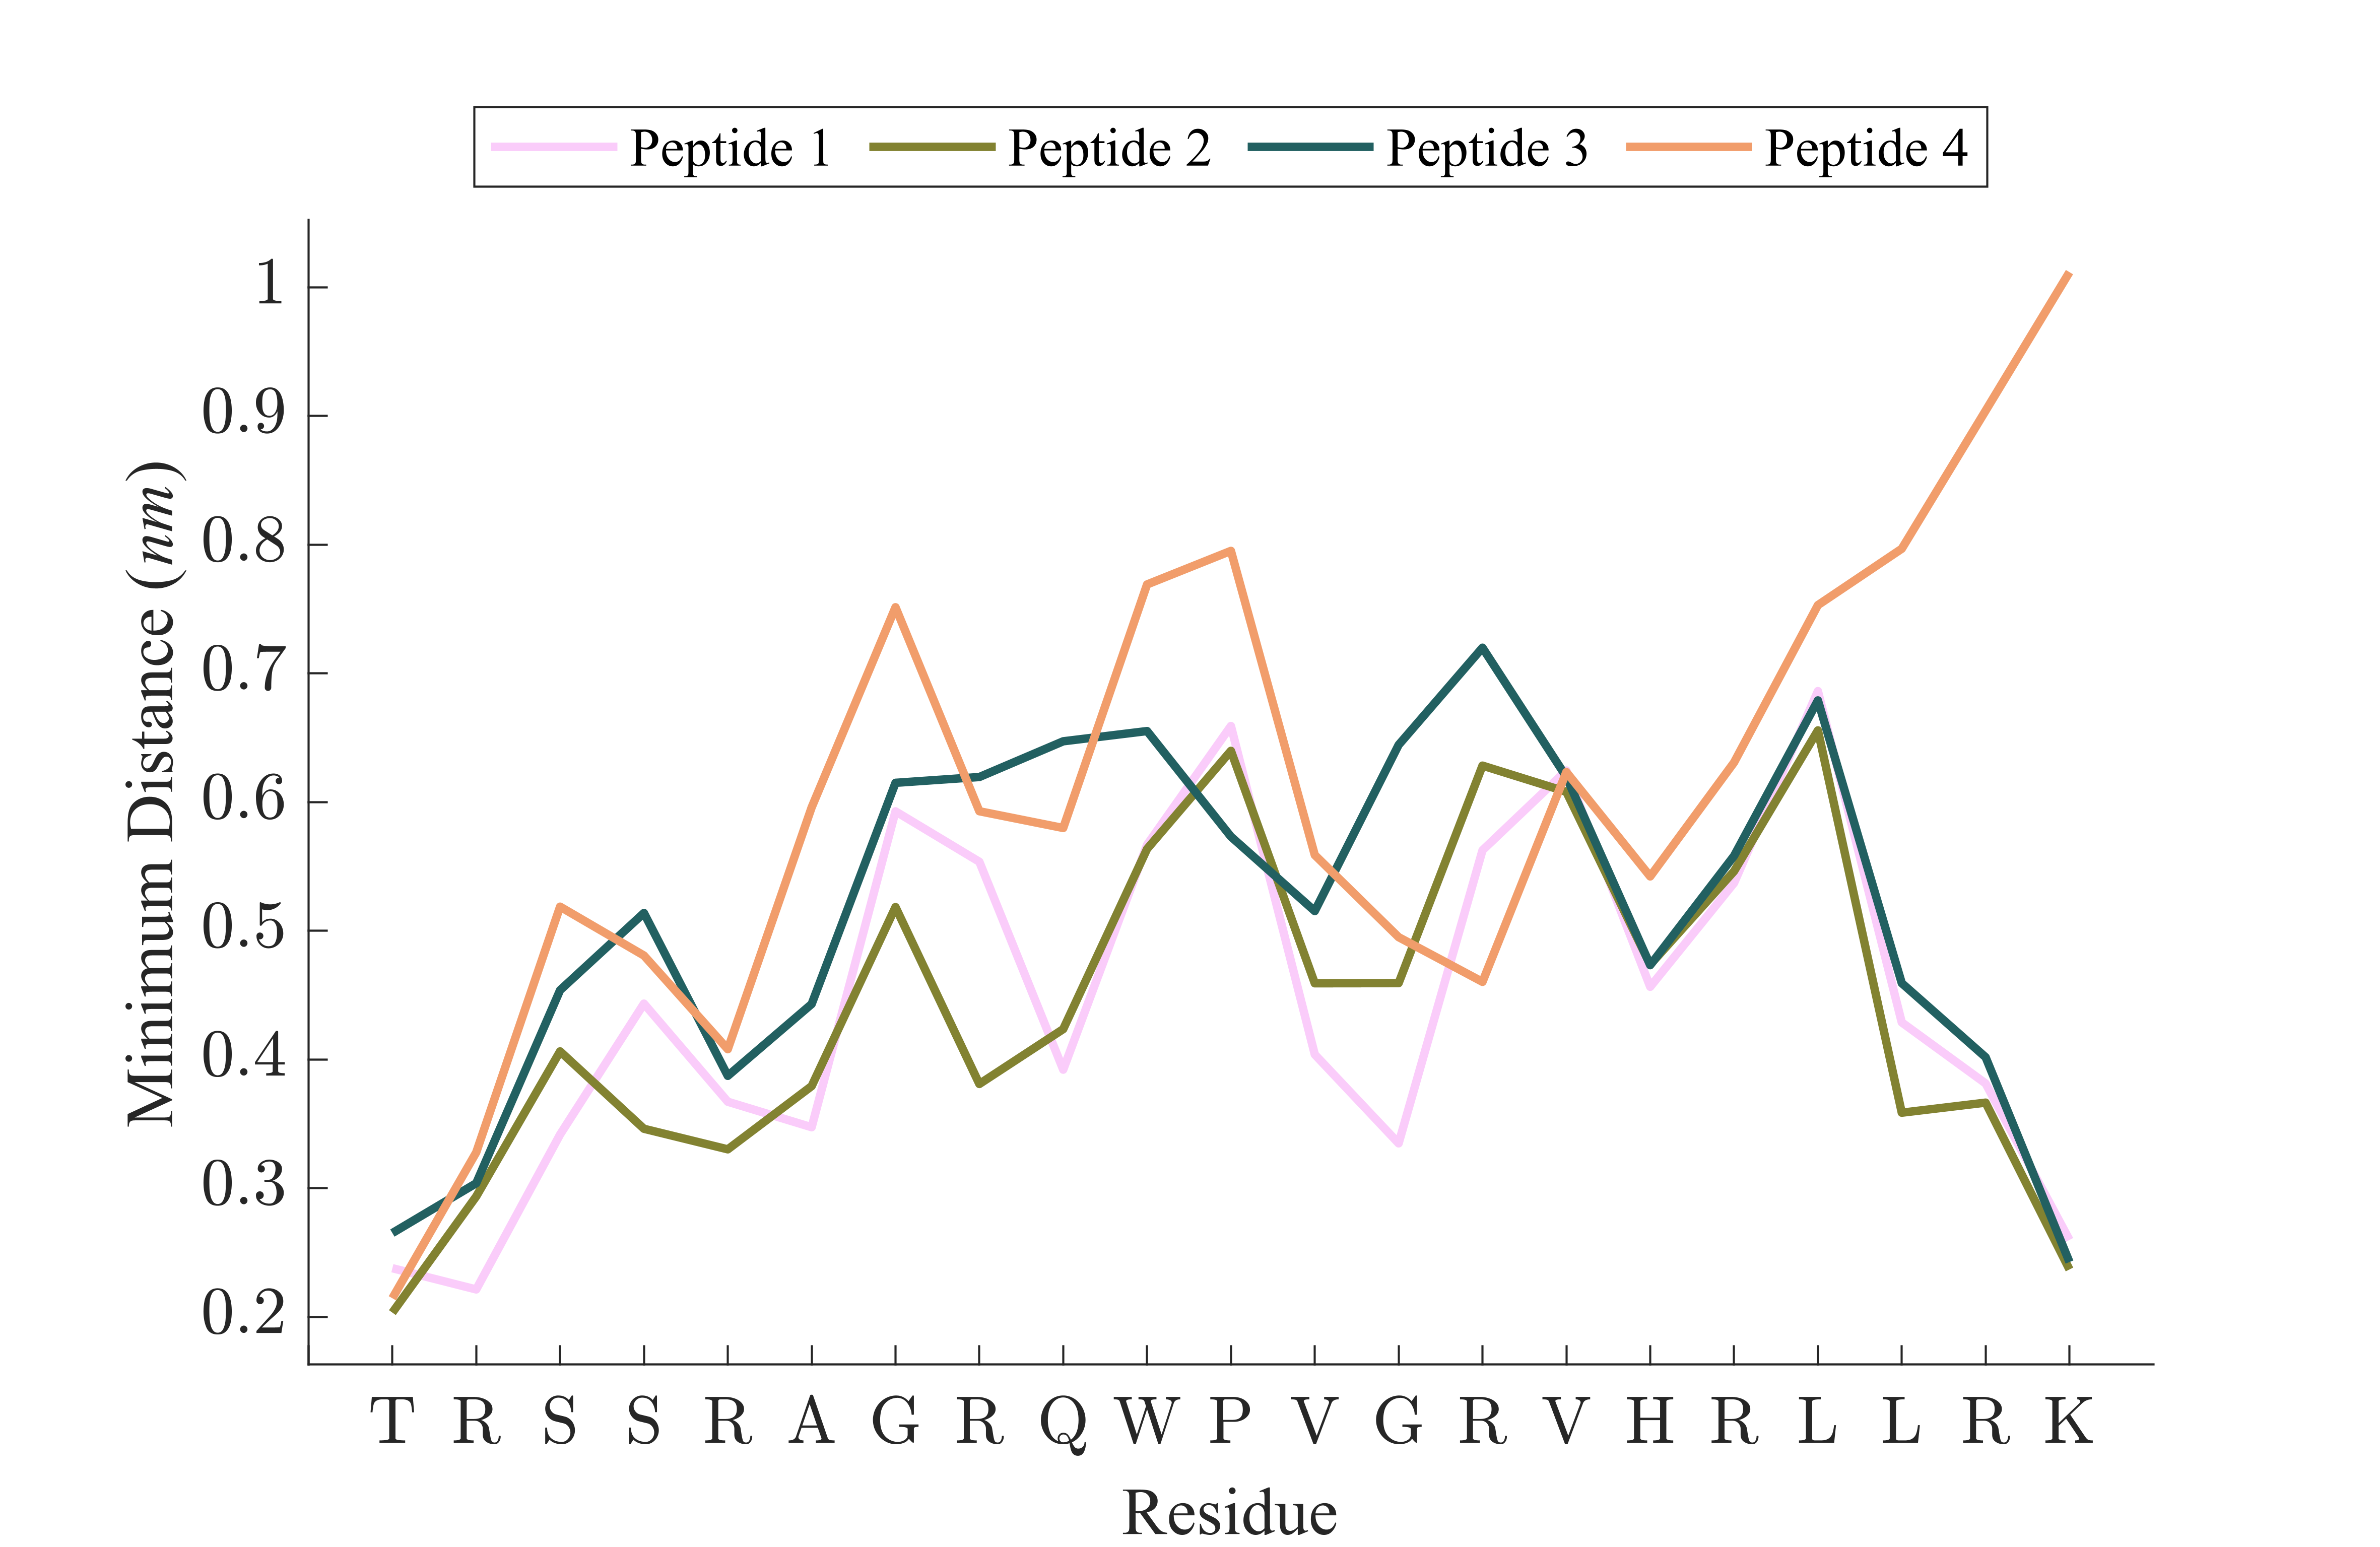 Peptide 1 Peptide 2 Peptide 3 Peptide 4
1
0.9
0.8
0.7
0.6
0.5
0.4
0.3
0.2
Minimum Distance (nm)
T R S S R A G R Q W P V G R V H R L L R K
Residue